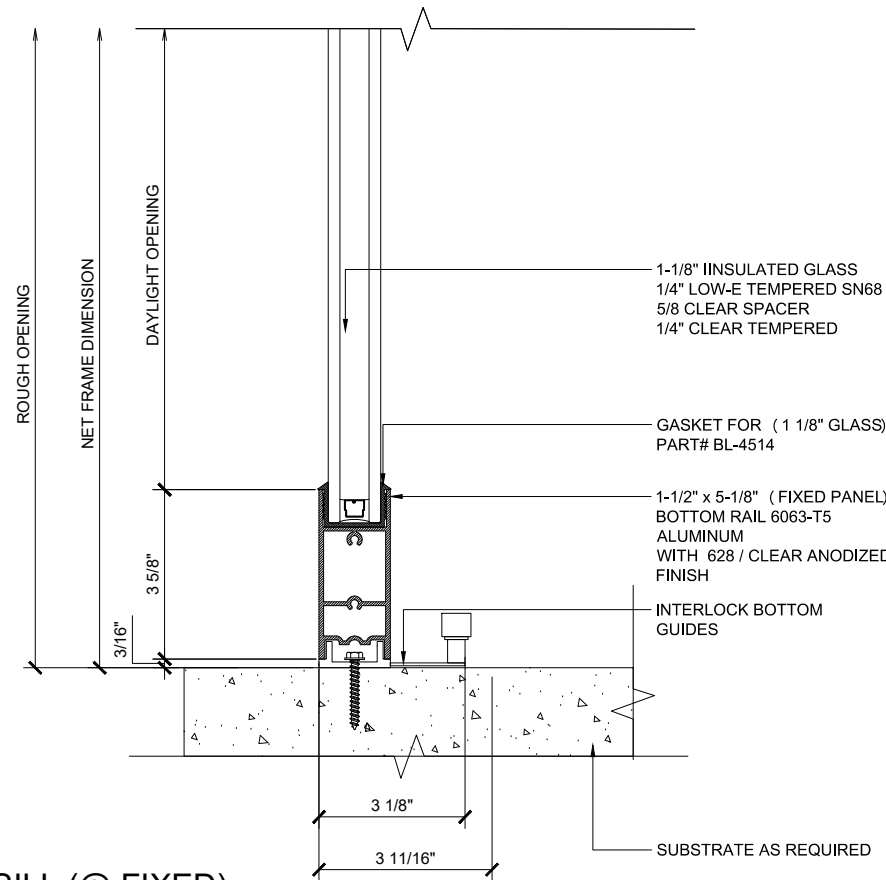 ROUGH OPENING
NET FRAME DIMENSION
DAYLIGHT OPENING
1-1/8" IINSULATED GLASS
1/4" LOW-E TEMPERED SN68
5/8 CLEAR SPACER
1/4" CLEAR TEMPERED
GASKET FOR ( 1 1/8" GLASS)
PART# BL-4514
1-1/2" x 5-1/8" ( FIXED PANEL)
BOTTOM RAIL 6063-T5
ALUMINUM
WITH 628 / CLEAR ANODIZED
FINISH
INTERLOCK BOTTOM
GUIDES
3 5/8"
3/16"
3 1/8"
3 11/16"
SUBSTRATE AS REQUIRED
(@ FIXED)